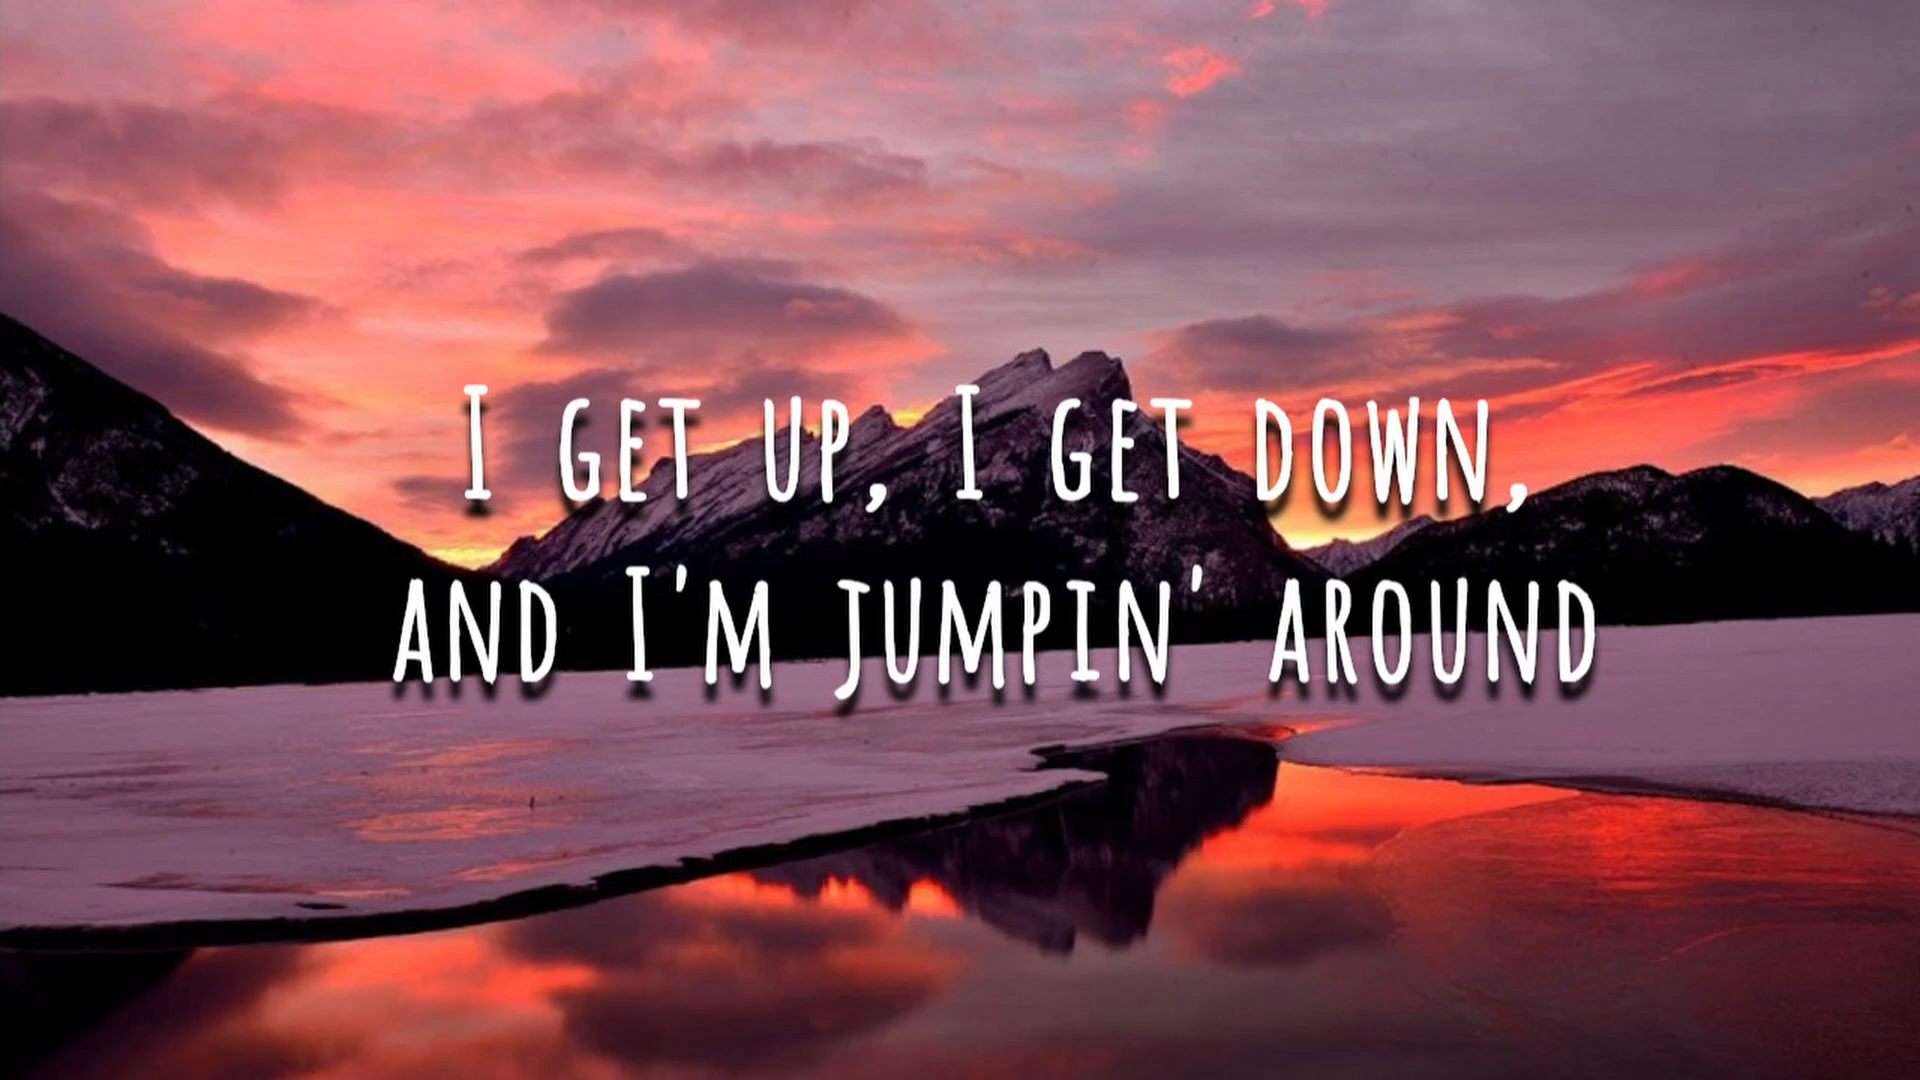 I GET UP, I GET DOWN,
AND I'M JUMPIN' AROUND